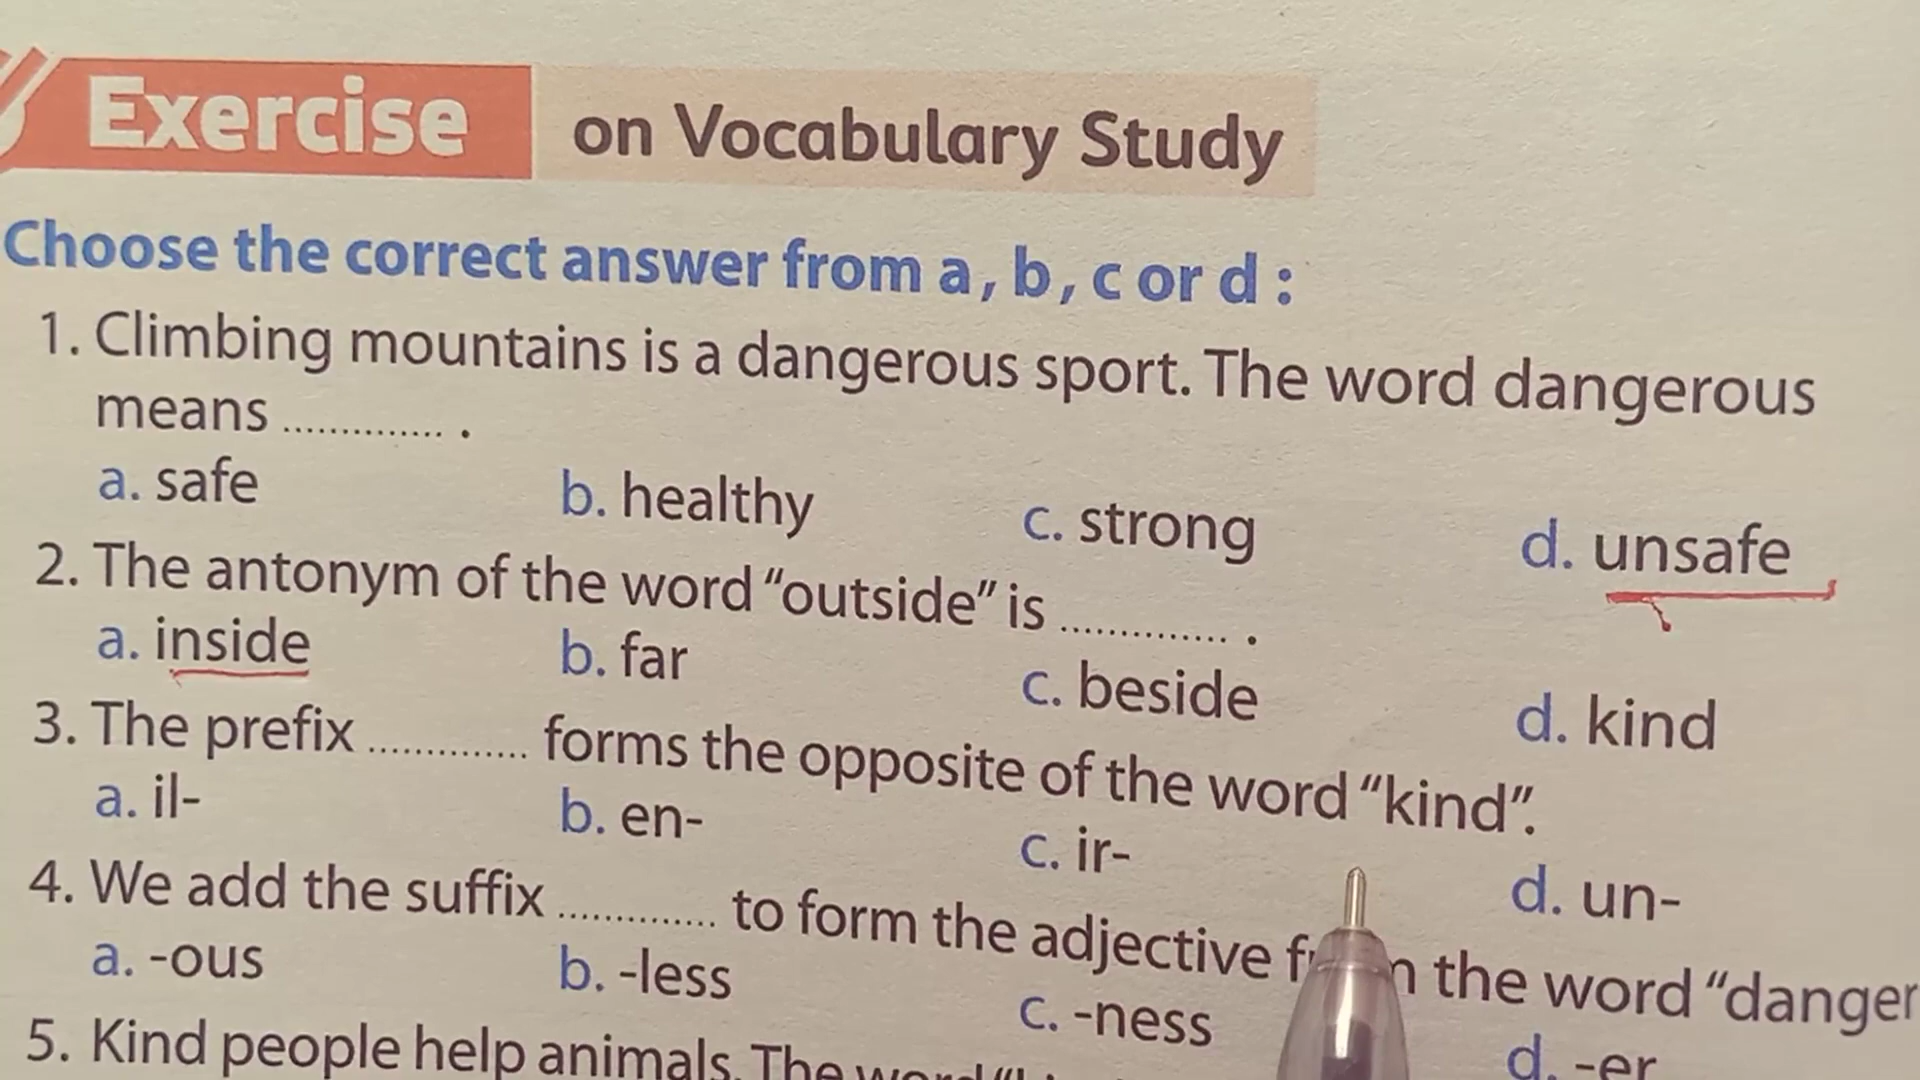 Exercise on Vocabulary Study
Choose the correct answer from a, b, c or d :
1. Climbing mountains is a dangerous sport. The word dangerous
means .............. .
a. safe b. healthy c. strong d. unsafe
2. The antonym of the word “outside” is .............. .
a. inside b. far c. beside d. kind
3. The prefix .............. forms the opposite of the word “kind”.
a. il- b. en- c. ir- d. un-
4. We add the suffix .............. to form the adjective the word “danger
a. -ous b. -less c. -ness d. -er
5. Kind people help animals. The word